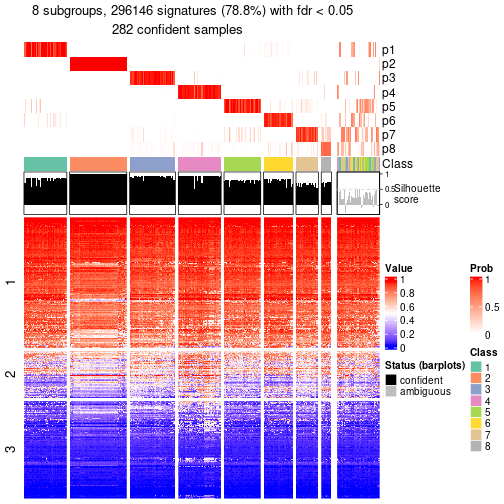 8 subgroups, 296146 signatures (78.8%) with fdr < 0.05
282 confident samples
p1
p2
p3
p4
p5
p6
p7
p8
Class
1
0.5
0
Silhouette
score
1
2
3
Value
1
0.8
0.6
0.4
0.2
0
Prob
1
0.5
0
Status (barplots)
confident
ambiguous
Class
1
2
3
4
5
6
7
8